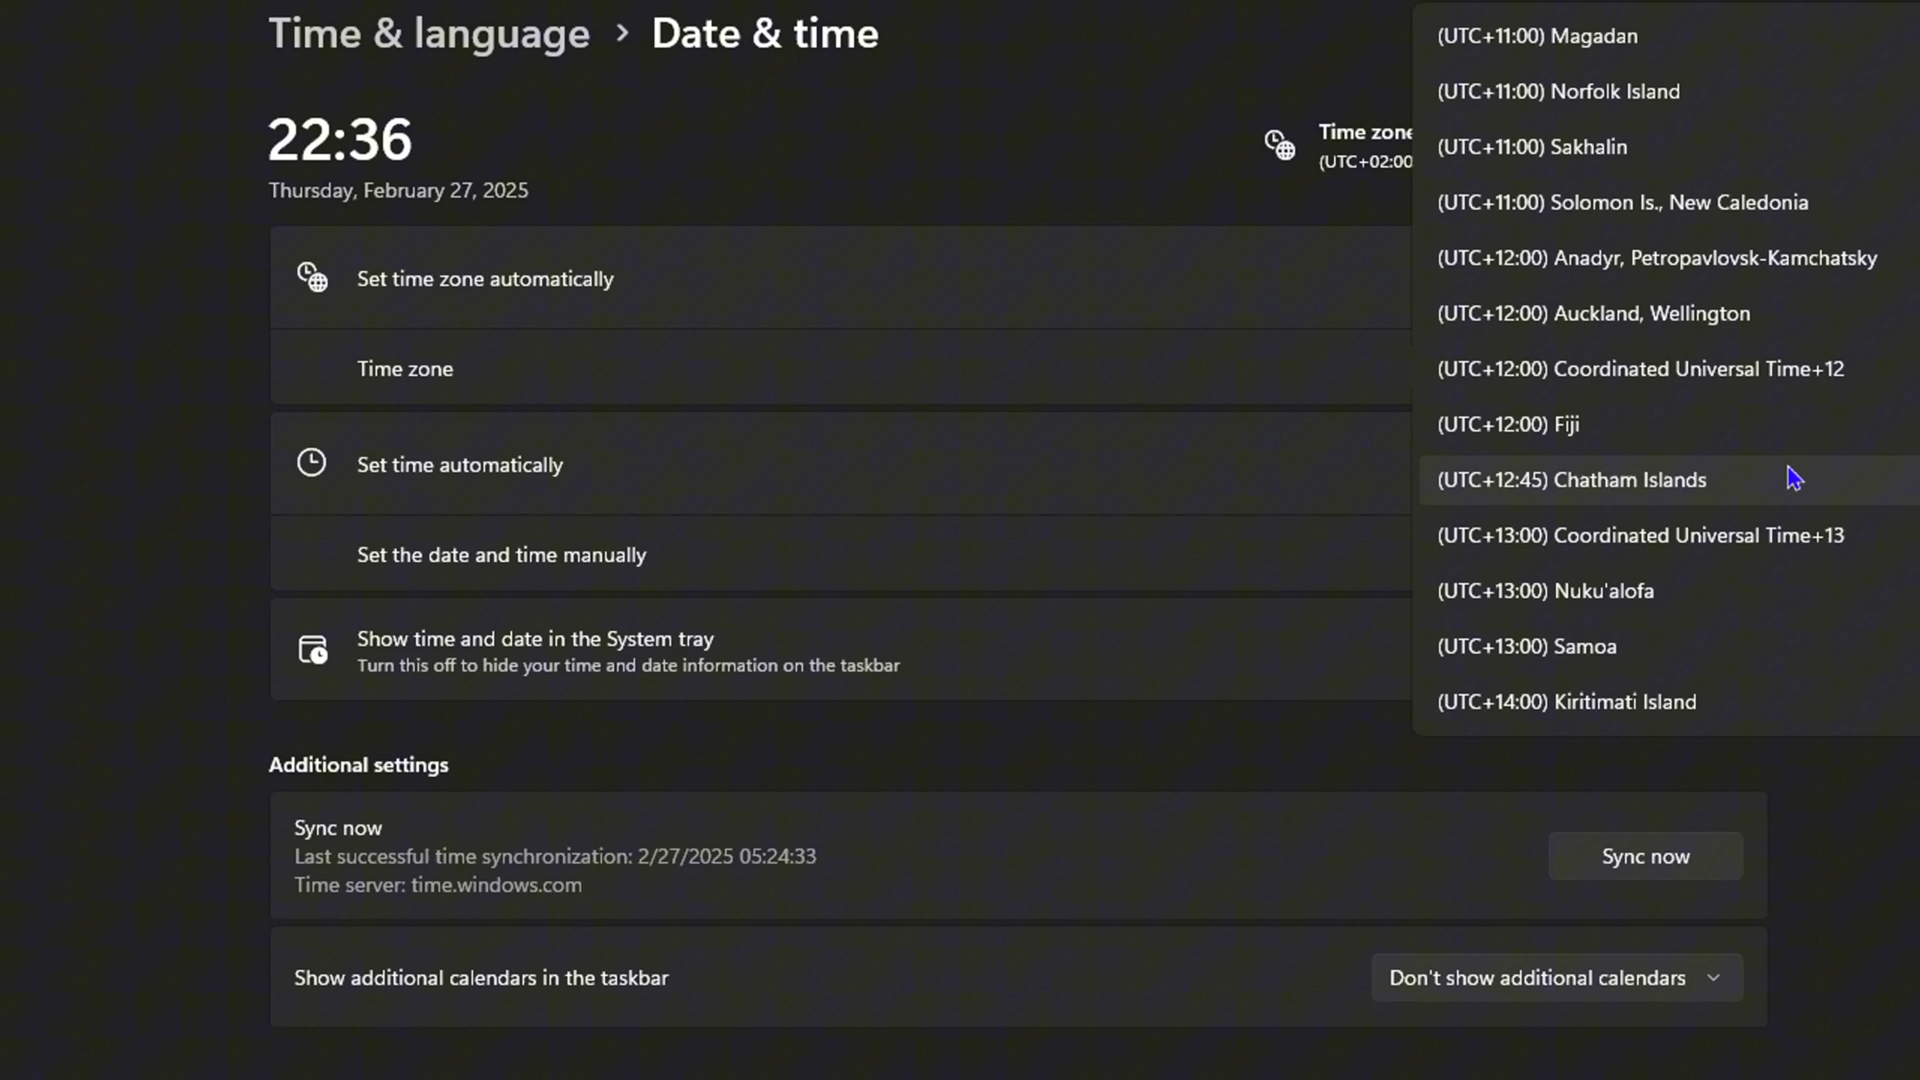 Time & language > Date & time
22:36
Thursday, February 27, 2025
Time zone
(UTC+02:00
Set time zone automatically
Time zone
Set time automatically
Set the date and time manually
Show time and date in the System tray
Turn this off to hide your time and date information on the taskbar
(UTC+11:00) Magadan
(UTC+11:00) Norfolk Island
(UTC+11:00) Sakhalin
(UTC+11:00) Solomon Is., New Caledonia
(UTC+12:00) Anadyr, Petropavlovsk-Kamchatsky
(UTC+12:00) Auckland, Wellington
(UTC+12:00) Coordinated Universal Time+12
(UTC+12:00) Fiji
(UTC+12:45) Chatham Islands
(UTC+13:00) Coordinated Universal Time+13
(UTC+13:00) Nuku'alofa
(UTC+13:00) Samoa
(UTC+14:00) Kiritimati Island
Additional settings
Sync now
Last successful time synchronization: 2/27/2025 05:24:33
Time server: time.windows.com
Sync now
Show additional calendars in the taskbar
Don't show additional calendars